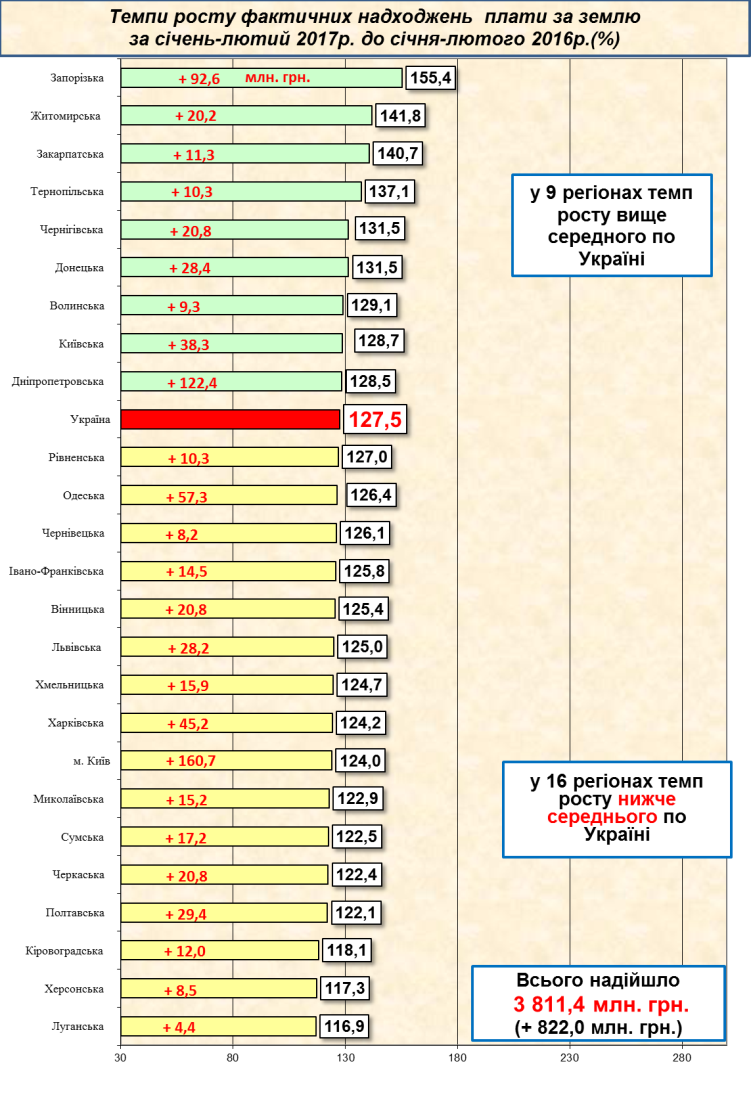 Темпи росту фактичних надходжень плати за землю
за січень-лютий 2017р. до січня-лютого 2016р.(%)
Запорізька + 92,6 млн. грн. 155,4
Житомирська + 20,2 141,8
Закарпатська + 11,3 140,7
Тернопільська + 10,3 137,1
Чернігівська + 20,8 131,5
Донецька + 28,4 131,5
Волинська + 9,3 129,1
Київська + 38,3 128,7
Дніпропетровська + 122,4 128,5
Україна 127,5
Рівненська + 10,3 127,0
Одеська + 57,3 126,4
Чернівецька + 8,2 126,1
Івано-Франківська + 14,5 125,8
Вінницька + 20,8 125,4
Львівська + 28,2 125,0
Хмельницька + 15,9 124,7
Харківська + 45,2 124,2
м. Київ + 160,7 124,0
Миколаївська + 15,2 122,9
Сумська + 17,2 122,5
Черкаська + 20,8 122,4
Полтавська + 29,4 122,1
Кіровоградська + 12,0 118,1
Херсонська + 8,5 117,3
Луганська + 4,4 116,9
30 80 130 180 230 280
у 9 регіонах темп
росту вище
середного по
Україні
у 16 регіонах темп
росту нижче
середнього по
Україні
Всього надійшло
3 811,4 млн. грн.
(+ 822,0 млн. грн.)